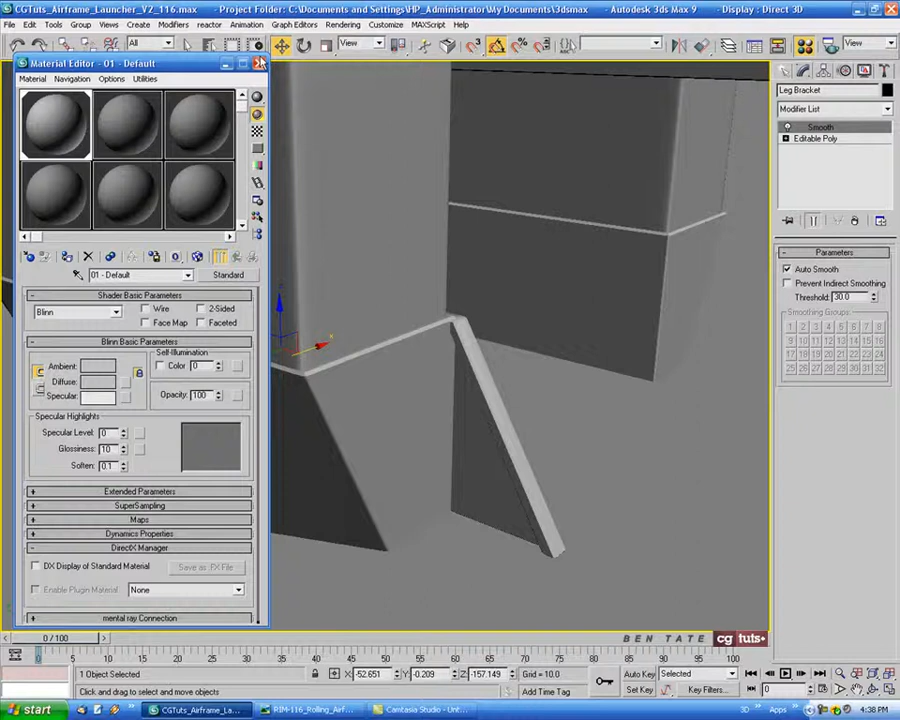 CGTuts_Airframe_Launcher_V2_116.max - Project Folder: C:\Documents and Settings\HP_Administrator\My Documents\3dsmax - Autodesk 3ds Max 9 - Display : Direct 3D
File Edit Tools Group Views Create Modifiers reactor Animation Graph Editors Rendering Customize MAXScript Help
All View View
Material Editor - 01 - Default
Material Navigation Options Utilities
01 - Default Standard
Shader Basic Parameters
Blinn Wire 2-Sided
Face Map Faceted
Blinn Basic Parameters
Self-Illumination
Ambient: Color 0
Diffuse:
Specular: Opacity: 100
Specular Highlights
Specular Level: 0
Glossiness: 10
Soften: 0.1
Extended Parameters
SuperSampling
Maps
Dynamics Properties
DirectX Manager
DX Display of Standard Material Save as .FX File
Enable Plugin Material None
mental ray Connection
Leg Bracket
Modifier List
Smooth
Editable Poly
Parameters
Auto Smooth
Prevent Indirect Smoothing
Threshold: 30.0
Smoothing Groups:
1 2 3 4 5 6 7 8
9 10 11 12 13 14 15 16
17 18 19 20 21 22 23 24
25 26 27 28 29 30 31 32
BEN TATE cg tuts+
0 / 100
0 10 15 20 25 30 35 40 45 50 55 60 65 70 75 80 85 90 95 100
1 Object Selected X: -52.651 Y: -0.209 Z: -157.149 Grid = 10.0 Auto Key Selected
Click and drag to select and move objects Add Time Tag Set Key Key Filters... 0
start CGTuts_Airframe_La... RIM-116_Rolling_Airf... Camtasia Studio - Unt... 3D Apps 4:38 PM